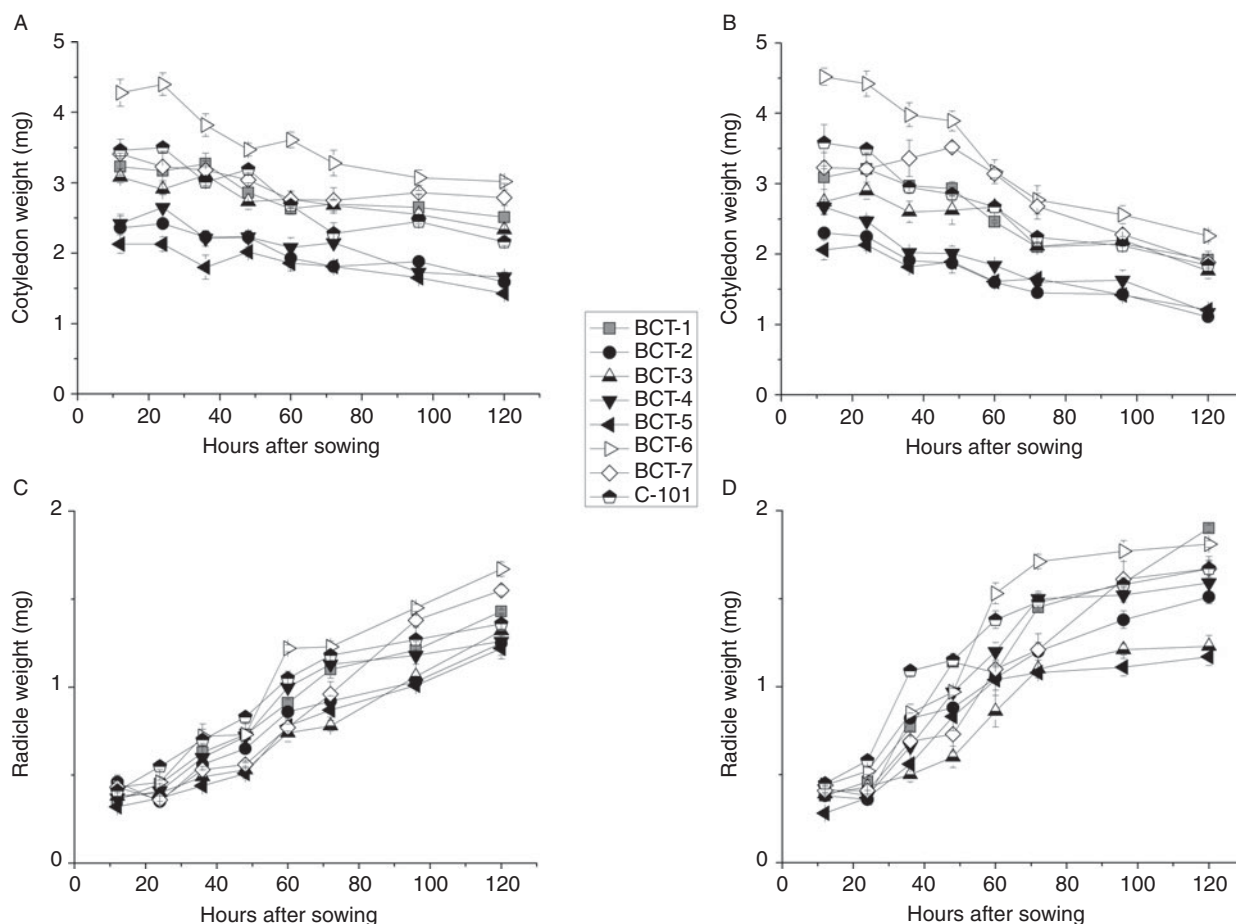 A
5
4
3
2
1
0
Cotyledon weight (mg)
0 20 40 60 80 100 120
Hours after sowing
B
5
4
3
2
1
0
Cotyledon weight (mg)
0 20 40 60 80 100 120
Hours after sowing
BCT-1
BCT-2
BCT-3
BCT-4
BCT-5
BCT-6
BCT-7
C-101
C
2
1
0
Radicle weight (mg)
0 20 40 60 80 100 120
Hours after sowing
D
2
1
0
Radicle weight (mg)
0 20 40 60 80 100 120
Hours after sowing